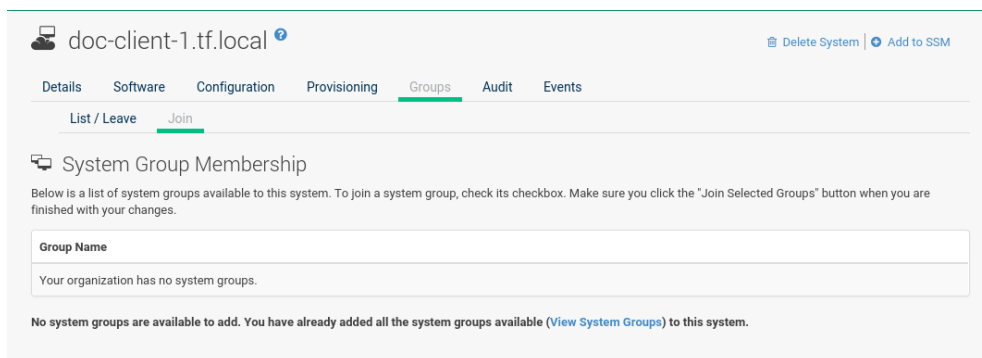 doc-client-1.tf.local ?
Delete System | Add to SSM
Details Software Configuration Provisioning Groups Audit Events
List / Leave Join
System Group Membership
Below is a list of system groups available to this system. To join a system group, check its checkbox. Make sure you click the "Join Selected Groups" button when you are
finished with your changes.
Group Name
Your organization has no system groups.
No system groups are available to add. You have already added all the system groups available (View System Groups) to this system.